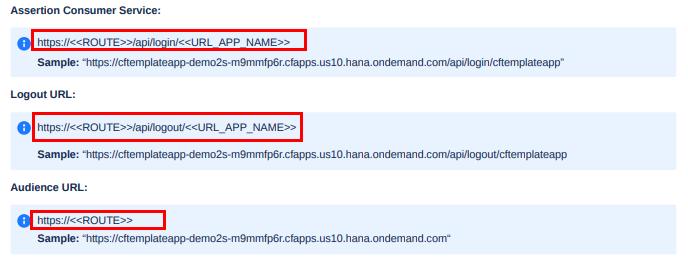 Assertion Consumer Service:
https://<<ROUTE>>/api/login/<<URL_APP_NAME>>
Sample: “https://cftemplateapp-demo2s-m9mmfp6r.cfapps.us10.hana.ondemand.com/api/login/cftemplateapp”
Logout URL:
https://<<ROUTE>>/api/logout/<<URL_APP_NAME>>
Sample: “https://cftemplateapp-demo2s-m9mmfp6r.cfapps.us10.hana.ondemand.com/api/logout/cftemplateapp
Audience URL:
https://<<ROUTE>>
Sample: “https://cftemplateapp-demo2s-m9mmfp6r.cfapps.us10.hana.ondemand.com“